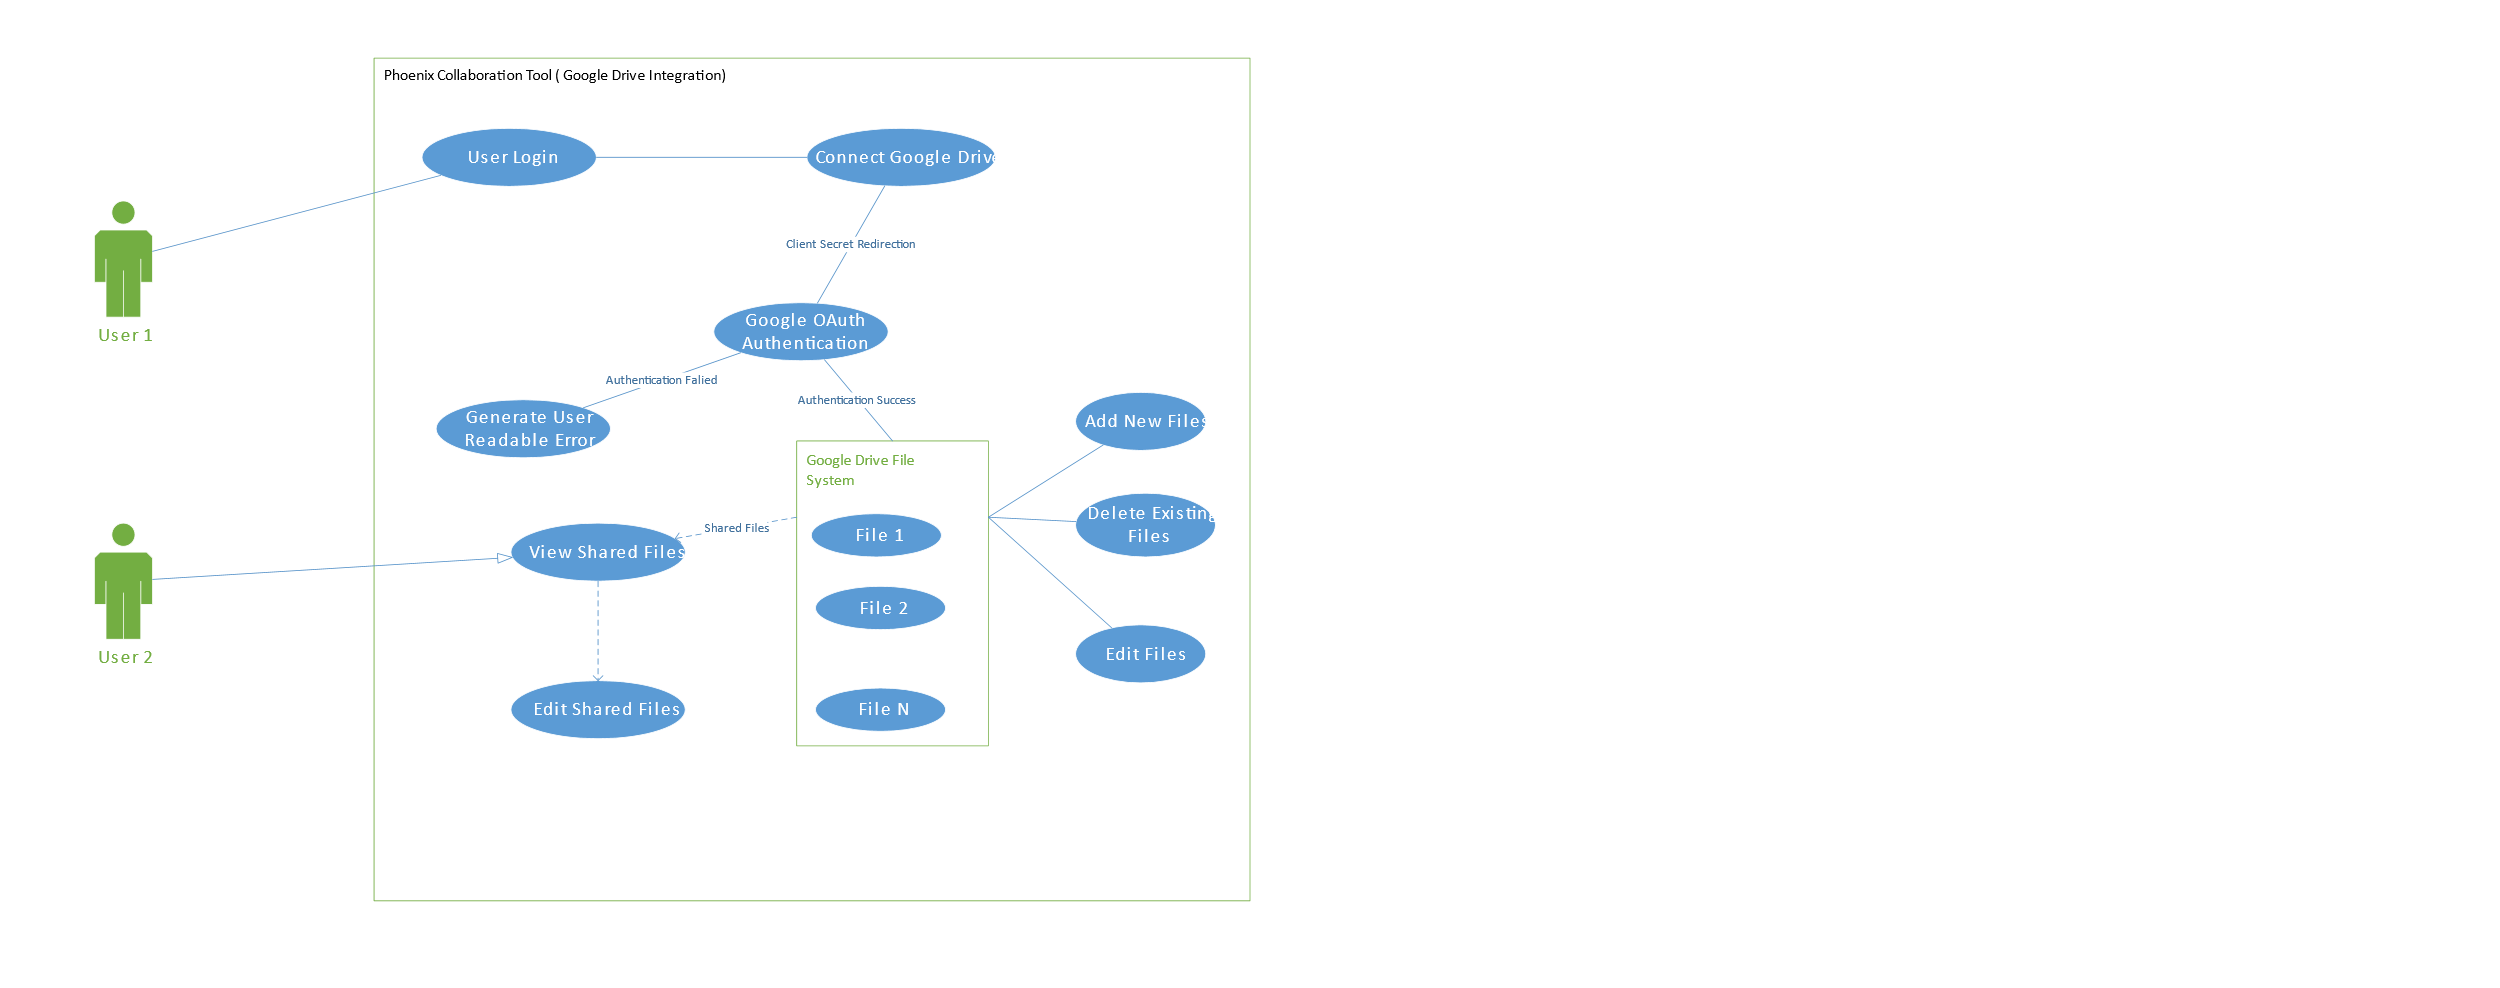 Phoenix Collaboration Tool ( Google Drive Integration)
User Login
Connect Google Drive
Client Secret Redirection
User 1
Google OAuth
Authentication
Authentication Falied
Authentication Success
Generate User
Readable Error
Add New Files
Google Drive File
System
Delete Existing
Files
Shared Files
File 1
View Shared Files
File 2
User 2
Edit Files
Edit Shared Files
File N